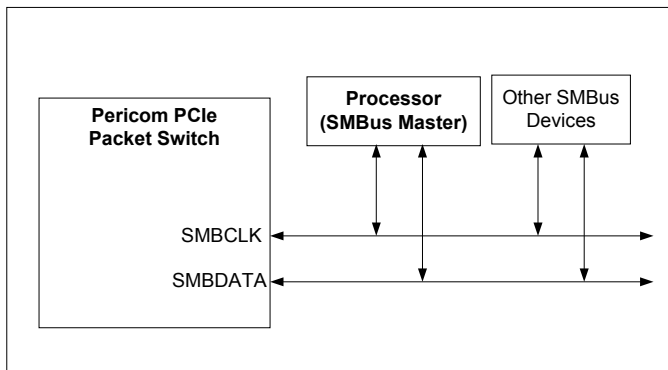 Pericom PCIe
Packet Switch
Processor
(SMBus Master)
Other SMBus
Devices
SMBCLK
SMBDATA